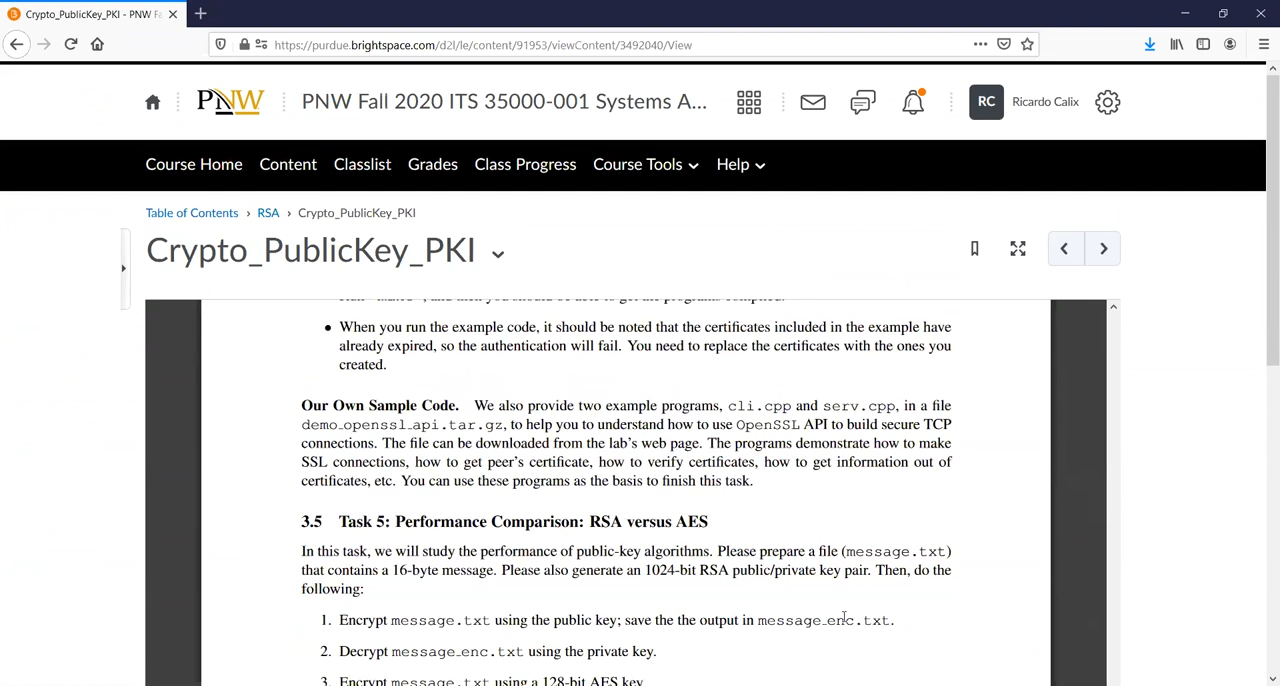 Crypto_PublicKey_PKI - PNW Fa
https://purdue.brightspace.com/d2l/le/content/91953/viewContent/3492040/View
PNW
PNW Fall 2020 ITS 35000-001 Systems A...
RC
Ricardo Calix
Course Home
Content
Classlist
Grades
Class Progress
Course Tools
Help
Table of Contents › RSA › Crypto_PublicKey_PKI
Crypto_PublicKey_PKI
• When you run the example code, it should be noted that the certificates included in the example have
already expired, so the authentication will fail. You need to replace the certificates with the ones you
created.
Our Own Sample Code. We also provide two example programs, cli.cpp and serv.cpp, in a file
demo_openssl_api.tar.gz, to help you to understand how to use OpenSSL API to build secure TCP
connections. The file can be downloaded from the lab's web page. The programs demonstrate how to make
SSL connections, how to get peer's certificate, how to verify certificates, how to get information out of
certificates, etc. You can use these programs as the basis to finish this task.
3.5 Task 5: Performance Comparison: RSA versus AES
In this task, we will study the performance of public-key algorithms. Please prepare a file (message.txt)
that contains a 16-byte message. Please also generate an 1024-bit RSA public/private key pair. Then, do the
following:
1. Encrypt message.txt using the public key; save the the output in message_enc.txt.
2. Decrypt message_enc.txt using the private key.
3. Encrypt message.txt using a 128-bit AES key